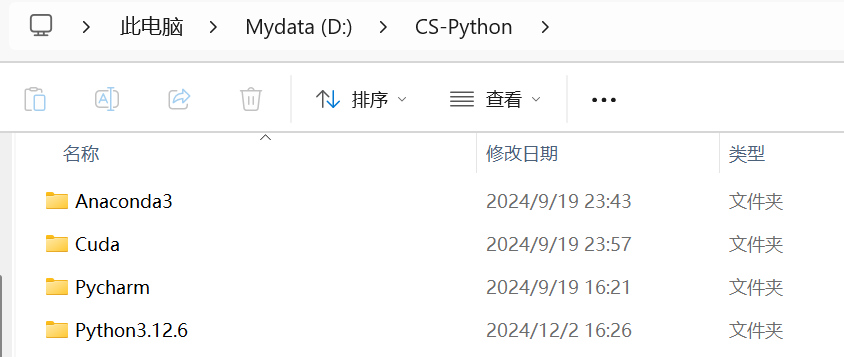 此电脑 > Mydata (D:) > CS-Python >
排序 查看
名称 修改日期 类型
Anaconda3 2024/9/19 23:43 文件夹
Cuda 2024/9/19 23:57 文件夹
Pycharm 2024/9/19 16:21 文件夹
Python3.12.6 2024/12/2 16:26 文件夹